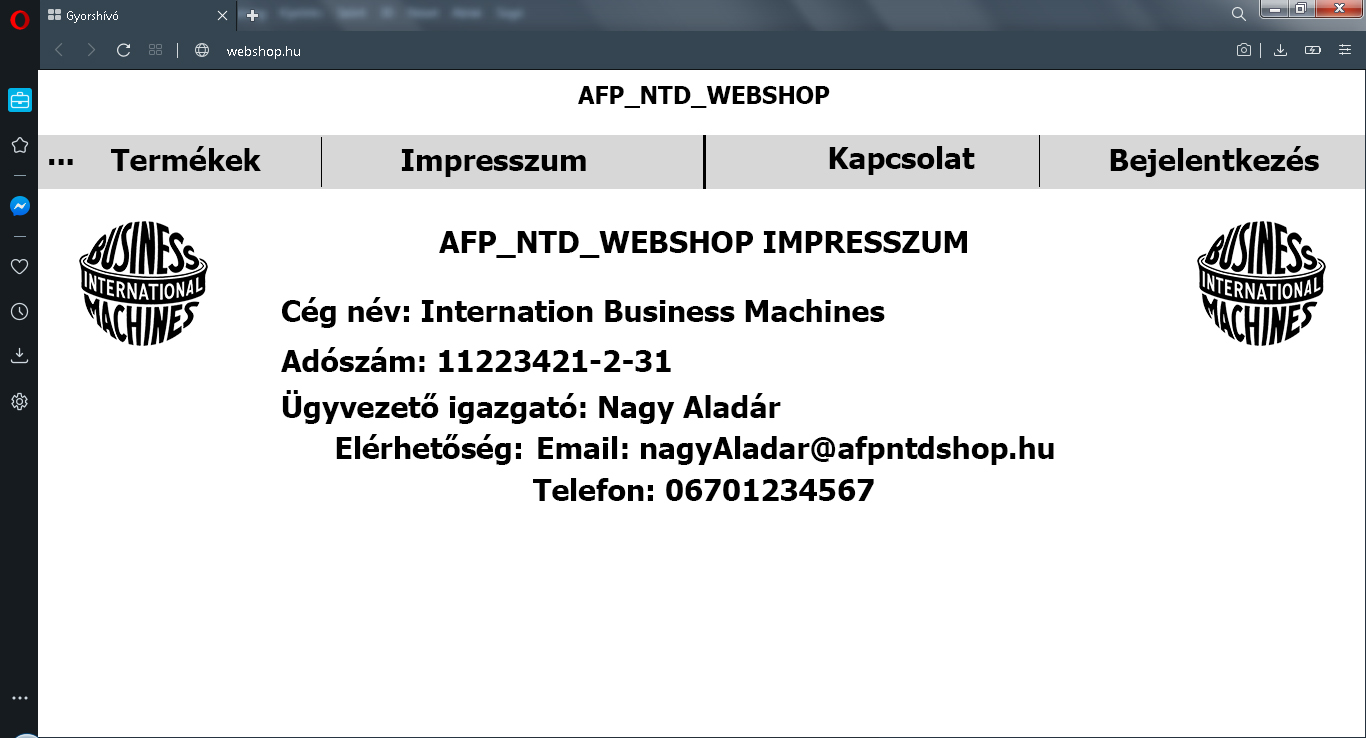 Gyorshívó
webshop.hu
AFP_NTD_WEBSHOP
... Termékek Impresszum Kapcsolat Bejelentkezés
BUSINESS INTERNATIONAL MACHINES
AFP_NTD_WEBSHOP IMPRESSZUM
BUSINESS INTERNATIONAL MACHINES
Cég név: Internation Business Machines
Adószám: 11223421-2-31
Ügyvezető igazgató: Nagy Aladár
Elérhetőség: Email: nagyAladar@afpntdshop.hu
Telefon: 06701234567